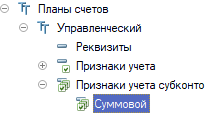 Планы счетов
Управленческий
Реквизиты
Признаки учета
Признаки учета субконто
Суммовой